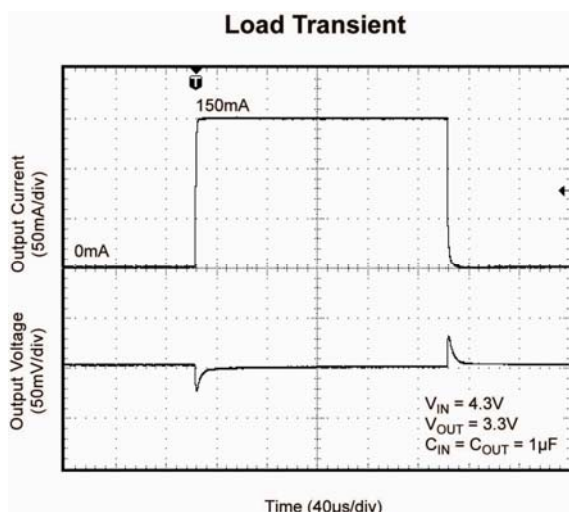 Load Transient
T
150mA
Output Current
(50mA/div)
0mA
Output Voltage
(50mV/div)
VIN = 4.3V
VOUT = 3.3V
CIN = COUT = 1µF
Time (40µs/div)